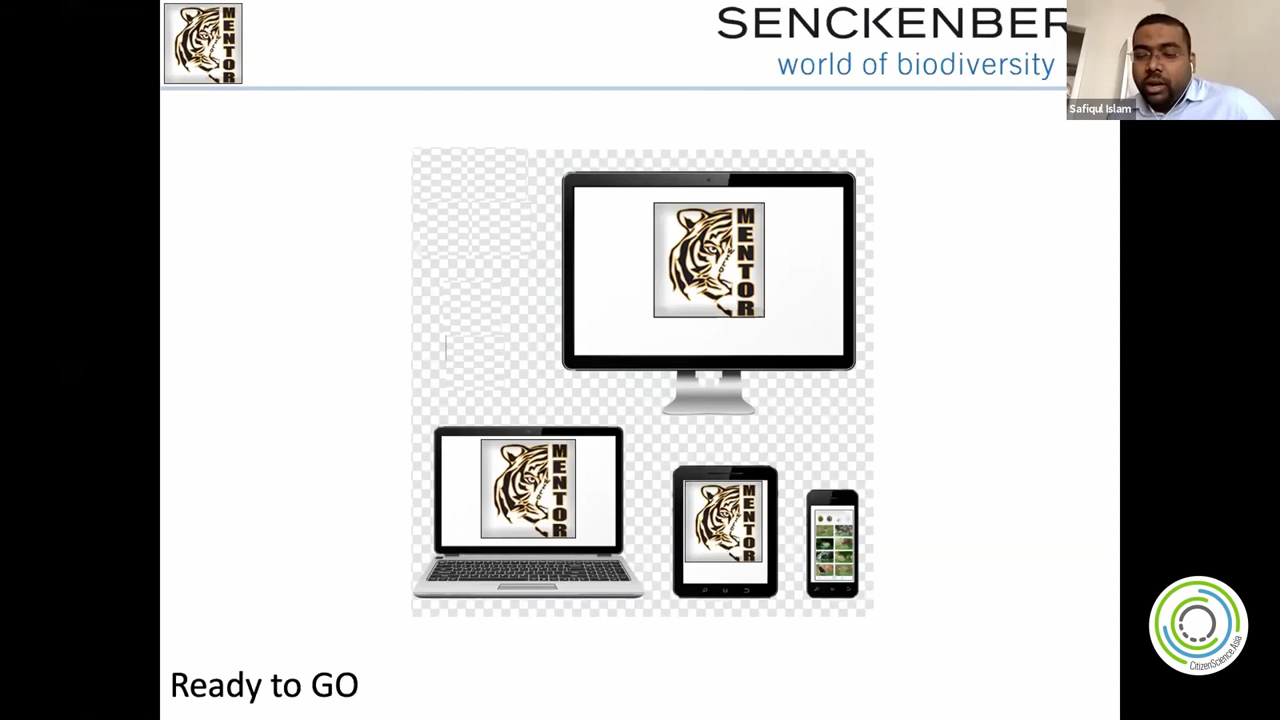 MENTOR
SENCKENBER
world of biodiversity
Safiqul Islam
MENTOR
MENTOR
MENTOR
CitizenScience.Asia
Ready to GO